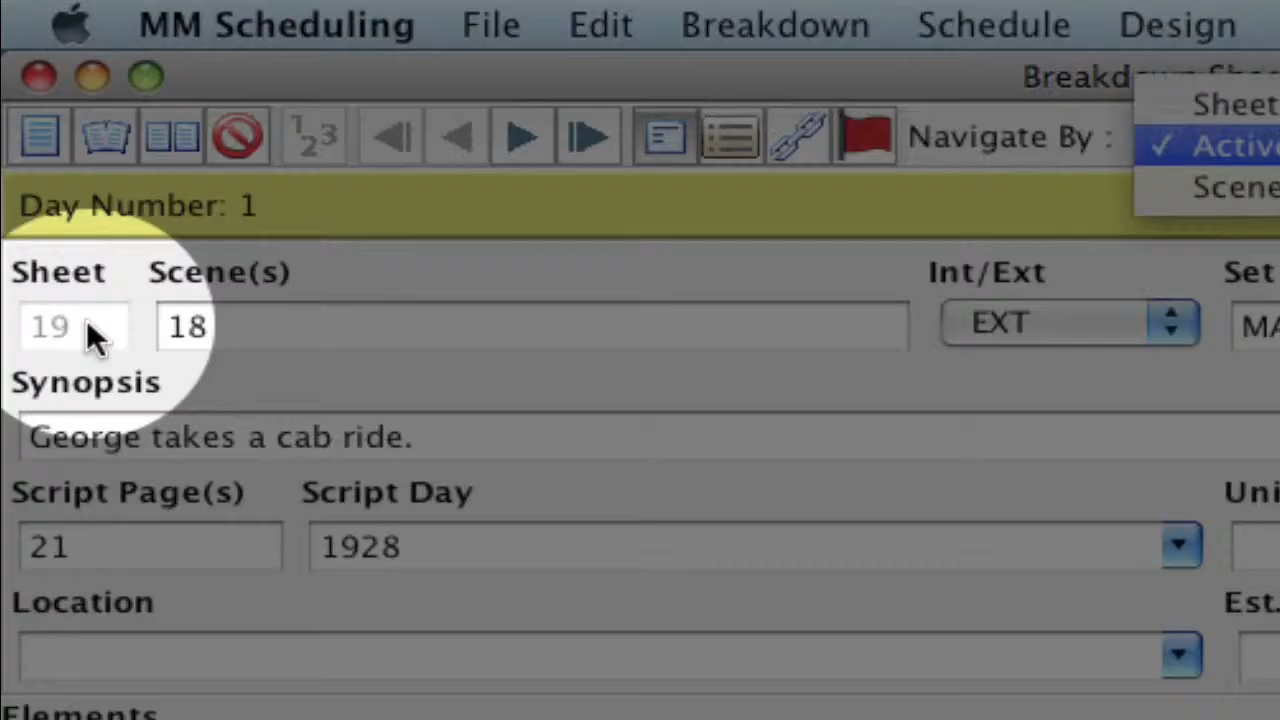 MM Scheduling File Edit Breakdown Schedule Design
Sheet
Navigate By :
Scene
Day Number: 1
Sheet Scene(s) Int/Ext Set
19 18 EXT
Synopsis
George takes a cab ride.
Script Page(s) Script Day
21 1928
Location Est.
Elements